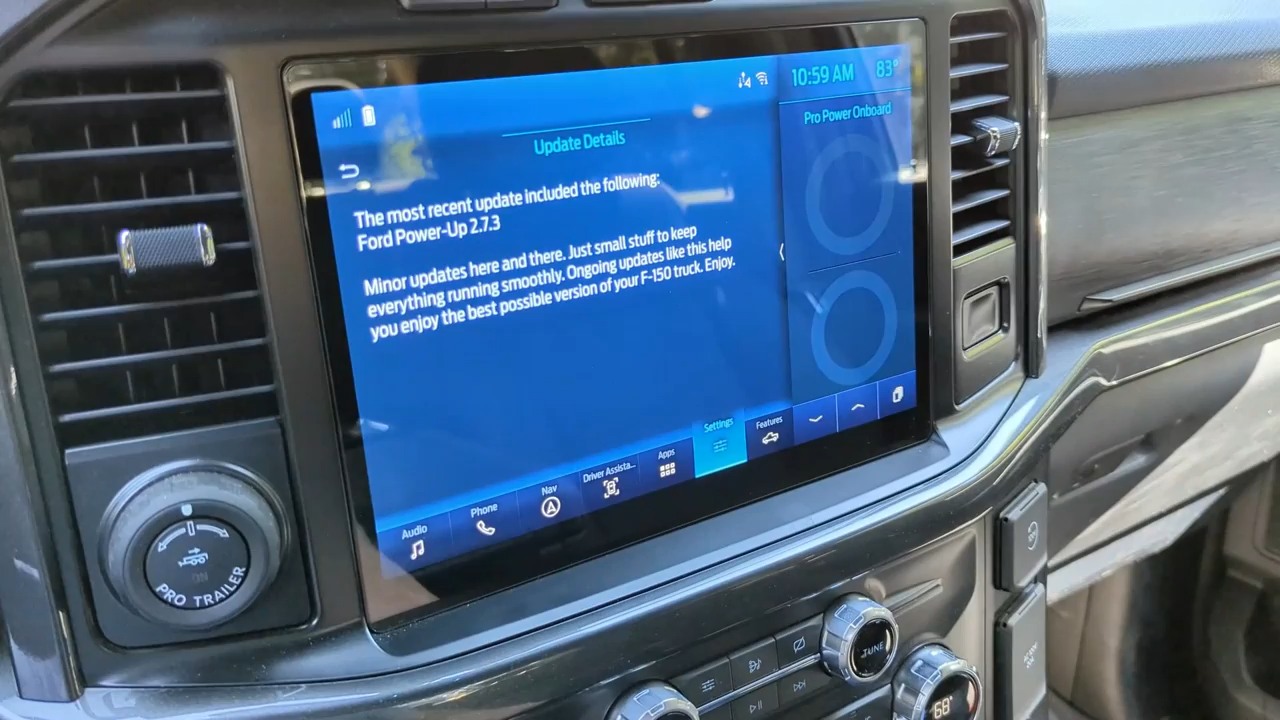 10:59 AM 83°
Pro Power Onboard
Update Details
The most recent update included the following:
Ford Power-Up 2.7.3
Minor updates here and there. Just small stuff to keep
everything running smoothly. Ongoing updates like this help
you enjoy the best possible version of your F-150 truck. Enjoy.
Audio
Phone
Nav
Driver Assista...
Apps
Settings
Features
ON
PRO TRAILER
TUNE
68°